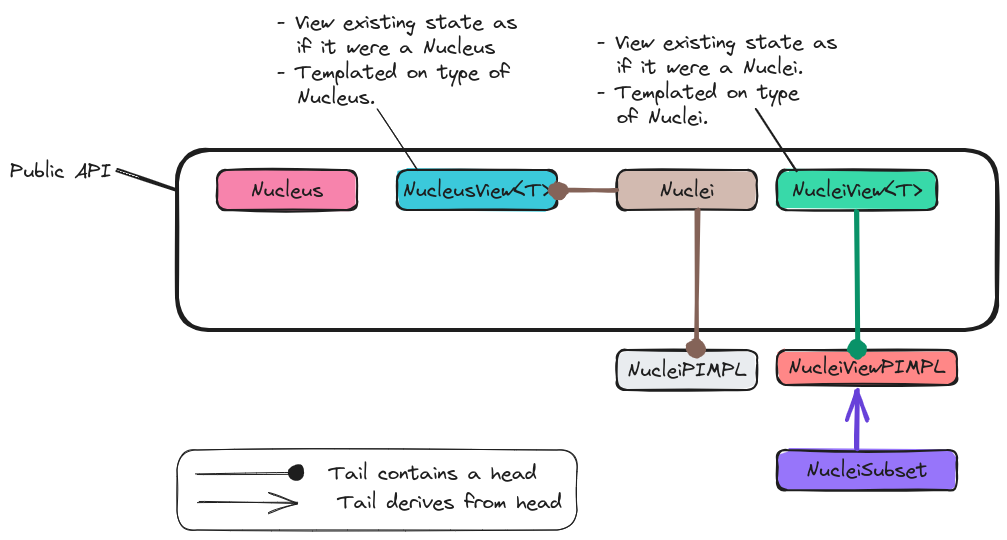 - View existing state as
if it were a Nucleus
- Templated on type of
Nucleus.
- View existing state as
if it were a Nuclei.
- Templated on type
of Nuclei.
Public API
Nucleus
NucleusView<T>
Nuclei
NucleiView<T>
NucleiPIMPL
NucleiViewPIMPL
NucleiSubset
Tail contains a head
Tail derives from head